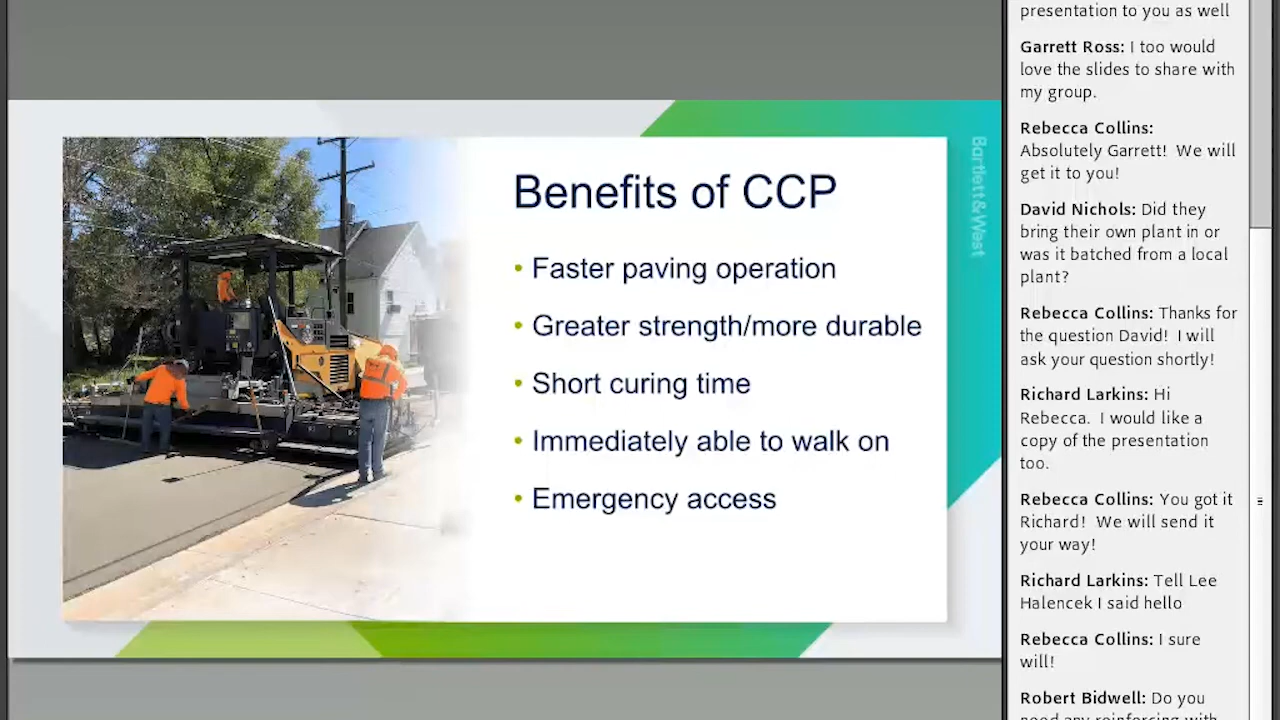 Benefits of CCP
• Faster paving operation
• Greater strength/more durable
• Short curing time
• Immediately able to walk on
• Emergency access
Bartlett&West
presentation to you as well
Garrett Ross: I too would
love the slides to share with
my group.
Rebecca Collins:
Absolutely Garrett!  We will
get it to you!
David Nichols: Did they
bring their own plant in or
was it batched from a local
plant?
Rebecca Collins: Thanks for
the question David!  I will
ask your question shortly!
Richard Larkins: Hi
Rebecca.  I would like a
copy of the presentation
too.
Rebecca Collins: You got it
Richard!  We will send it
your way!
Richard Larkins: Tell Lee
Halencek I said hello
Rebecca Collins: I sure
will!
Robert Bidwell: Do you
need any reinforcing with